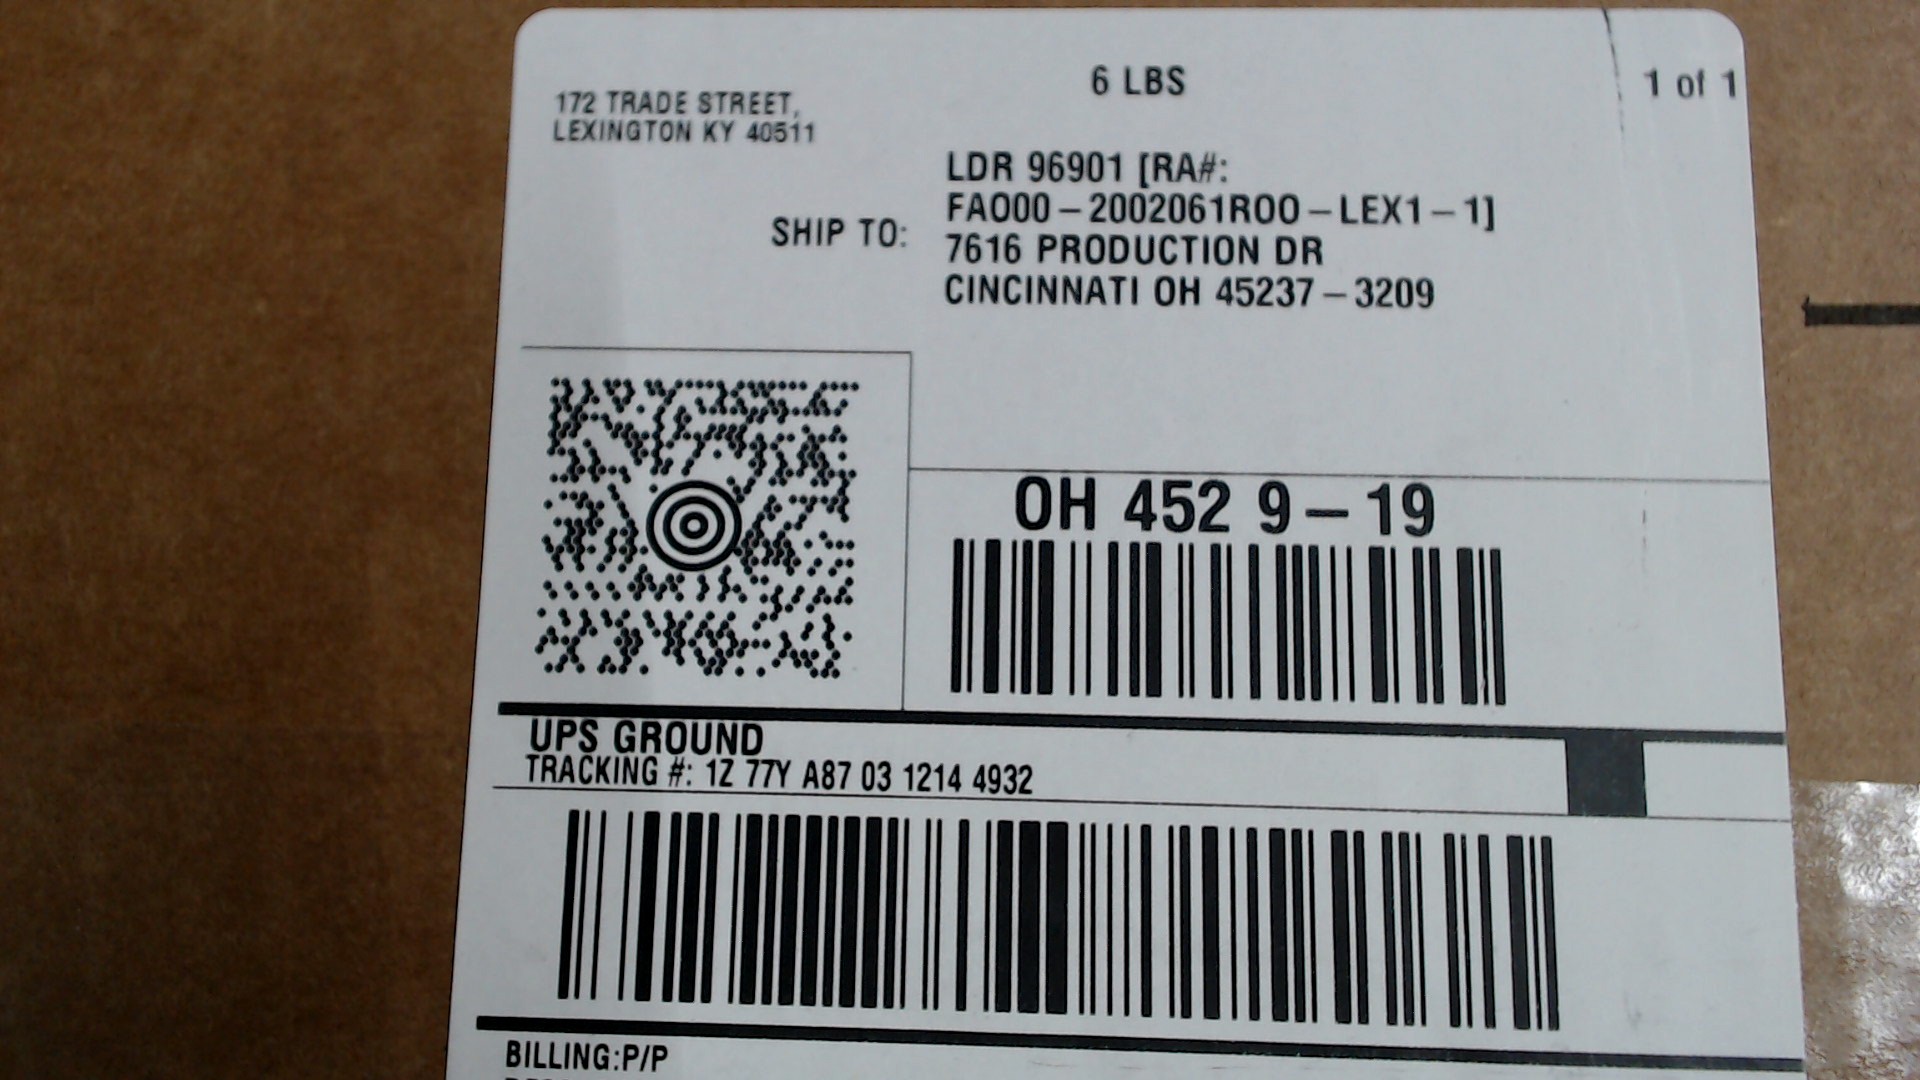 6 LBS
1 of 1
172 TRADE STREET,
LEXINGTON KY 40511
SHIP TO:
LDR 96901 [RA#:
FA000-2002061R00-LEX1-1]
7616 PRODUCTION DR
CINCINNATI OH 45237-3209
OH 452 9-19
UPS GROUND
TRACKING #: 1Z 77Y A87 03 1214 4932
BILLING:P/P